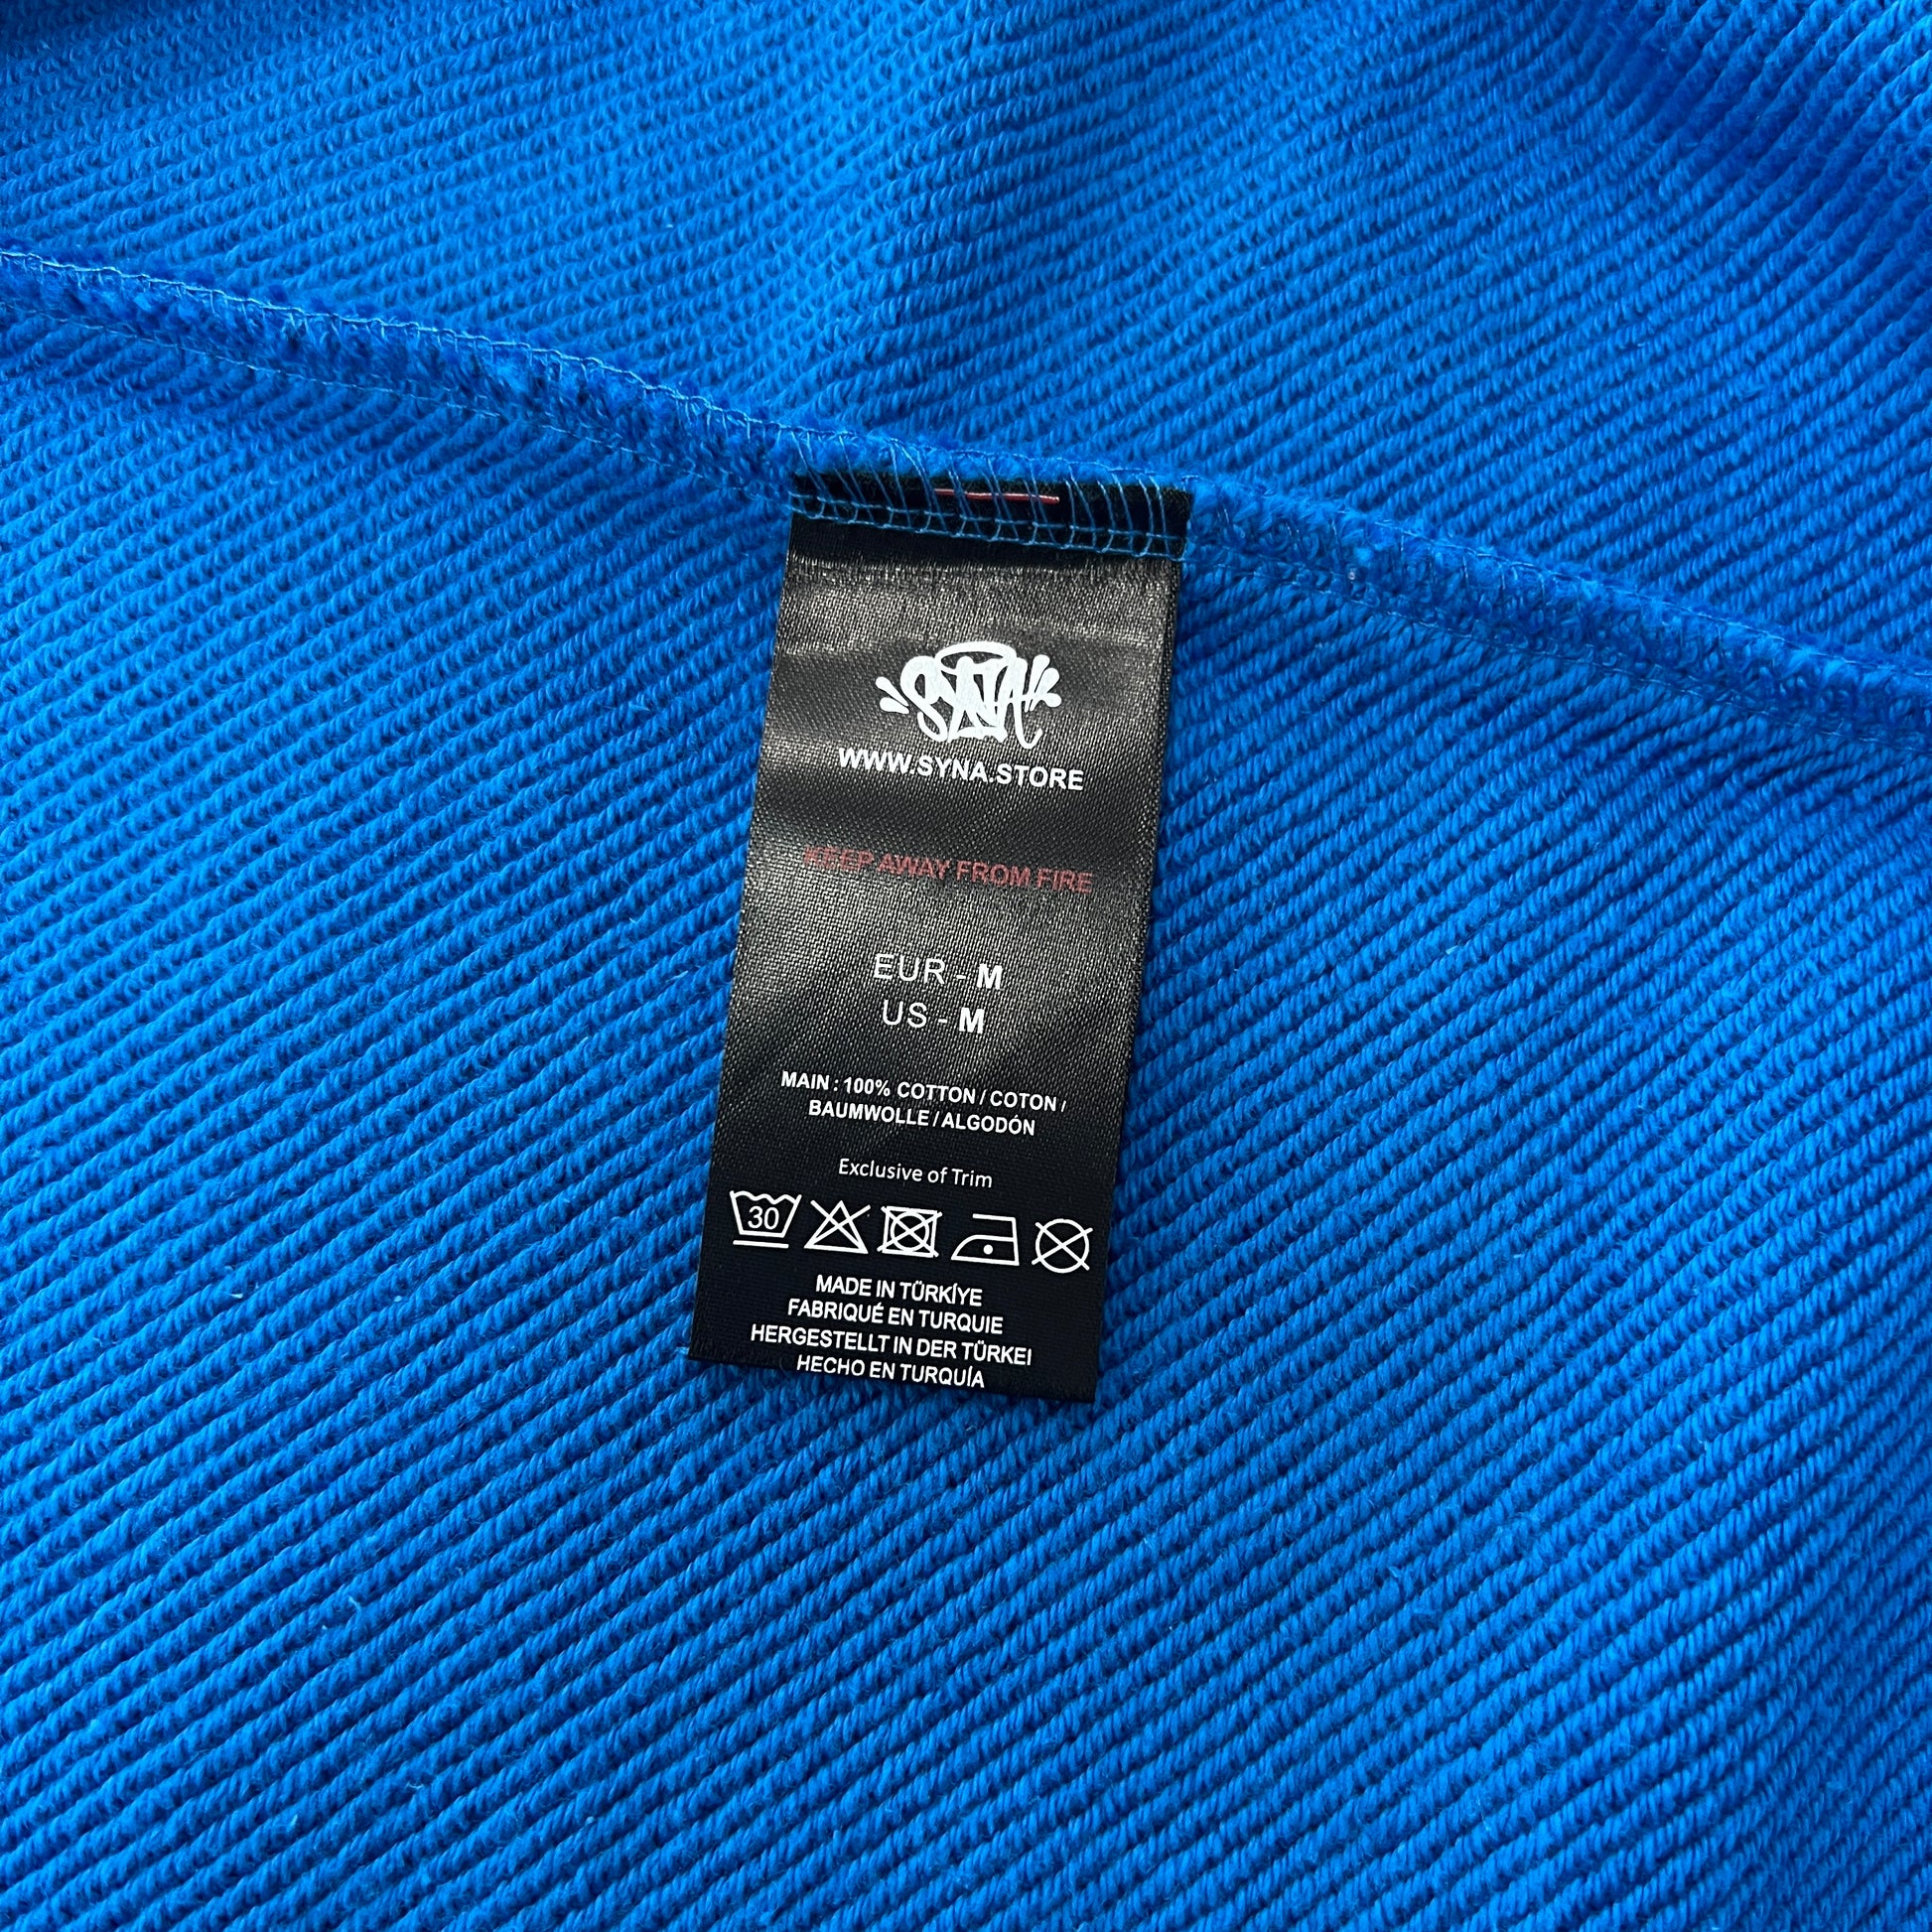 SYNA
WWW.SYNA.STORE
KEEP AWAY FROM FIRE
EUR - M
US - M
MAIN : 100% COTTON / COTON /
BAUMWOLLE / ALGODÓN
Exclusive of Trim
30
MADE IN TÜRKİYE
FABRIQUÉ EN TURQUIE
HERGESTELLT IN DER TÜRKEI
HECHO EN TURQUÍA